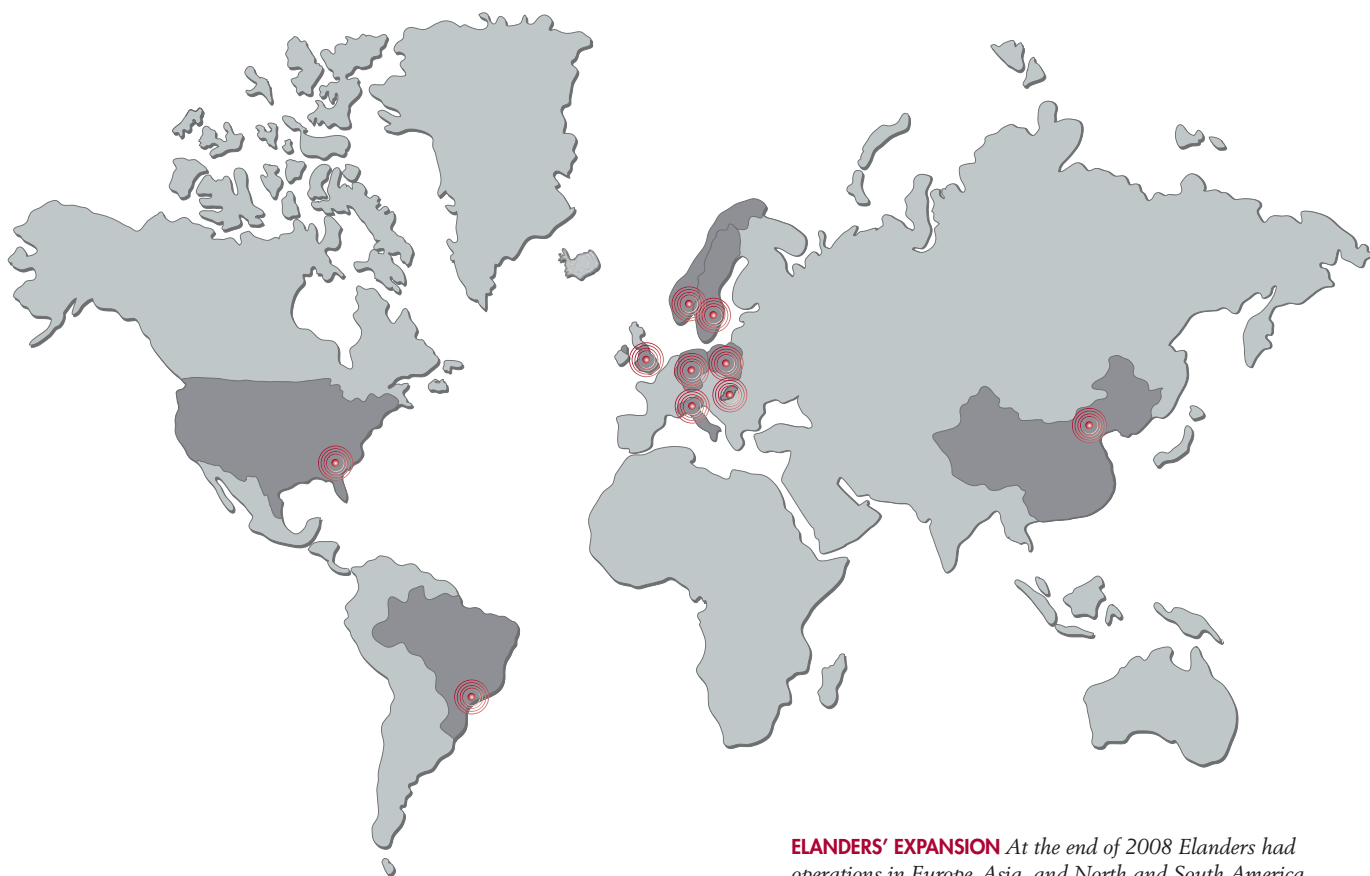 ELANDERS’ EXPANSION At the end of 2008 Elanders had
operations in Europe, Asia, and North and South America